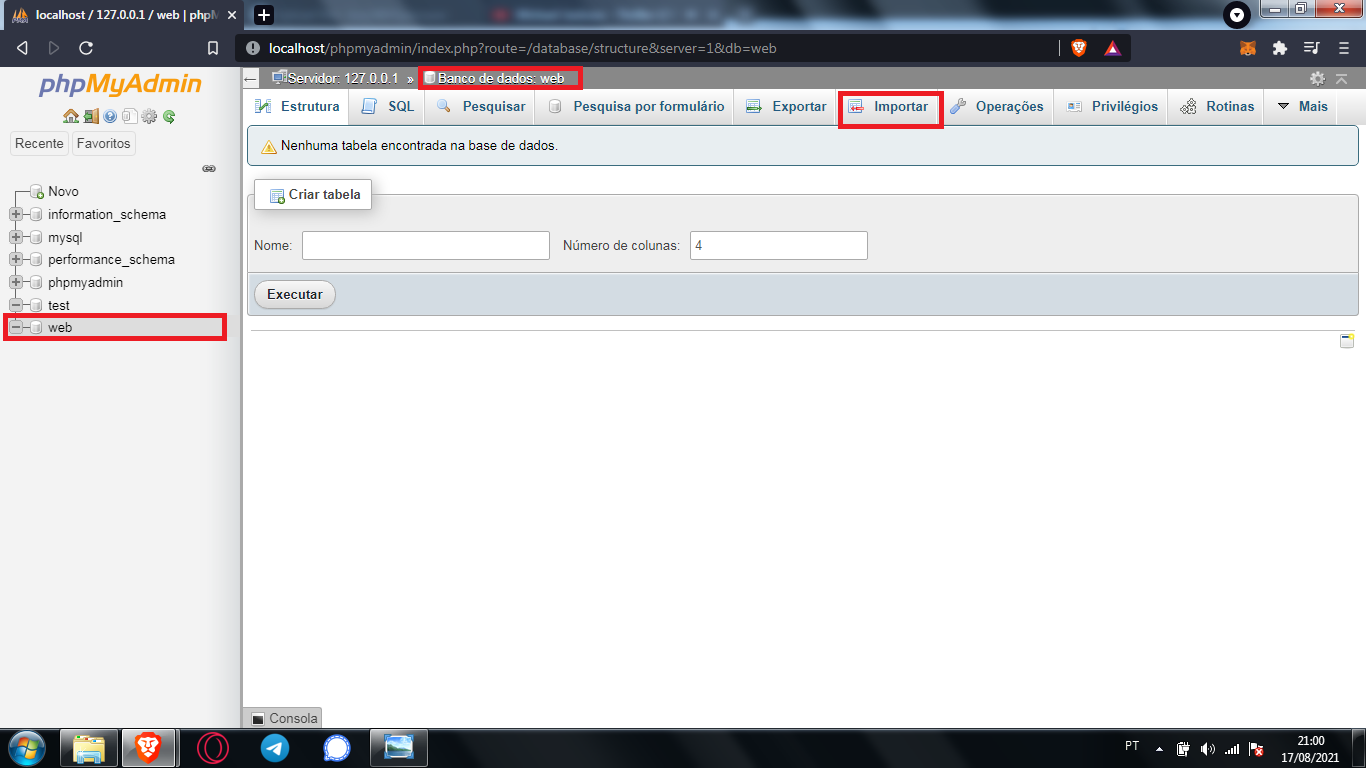 localhost / 127.0.0.1 / web | phpM
localhost/phpmyadmin/index.php?route=/database/structure&server=1&db=web
phpMyAdmin
Recente Favoritos
Novo
information_schema
mysql
performance_schema
phpmyadmin
test
web
Servidor: 127.0.0.1 » Banco de dados: web
Estrutura SQL Pesquisar Pesquisa por formulário Exportar Importar Operações Privilégios Rotinas Mais
Nenhuma tabela encontrada na base de dados.
Criar tabela
Nome: Número de colunas: 4
Executar
Consola
PT
21:00
17/08/2021